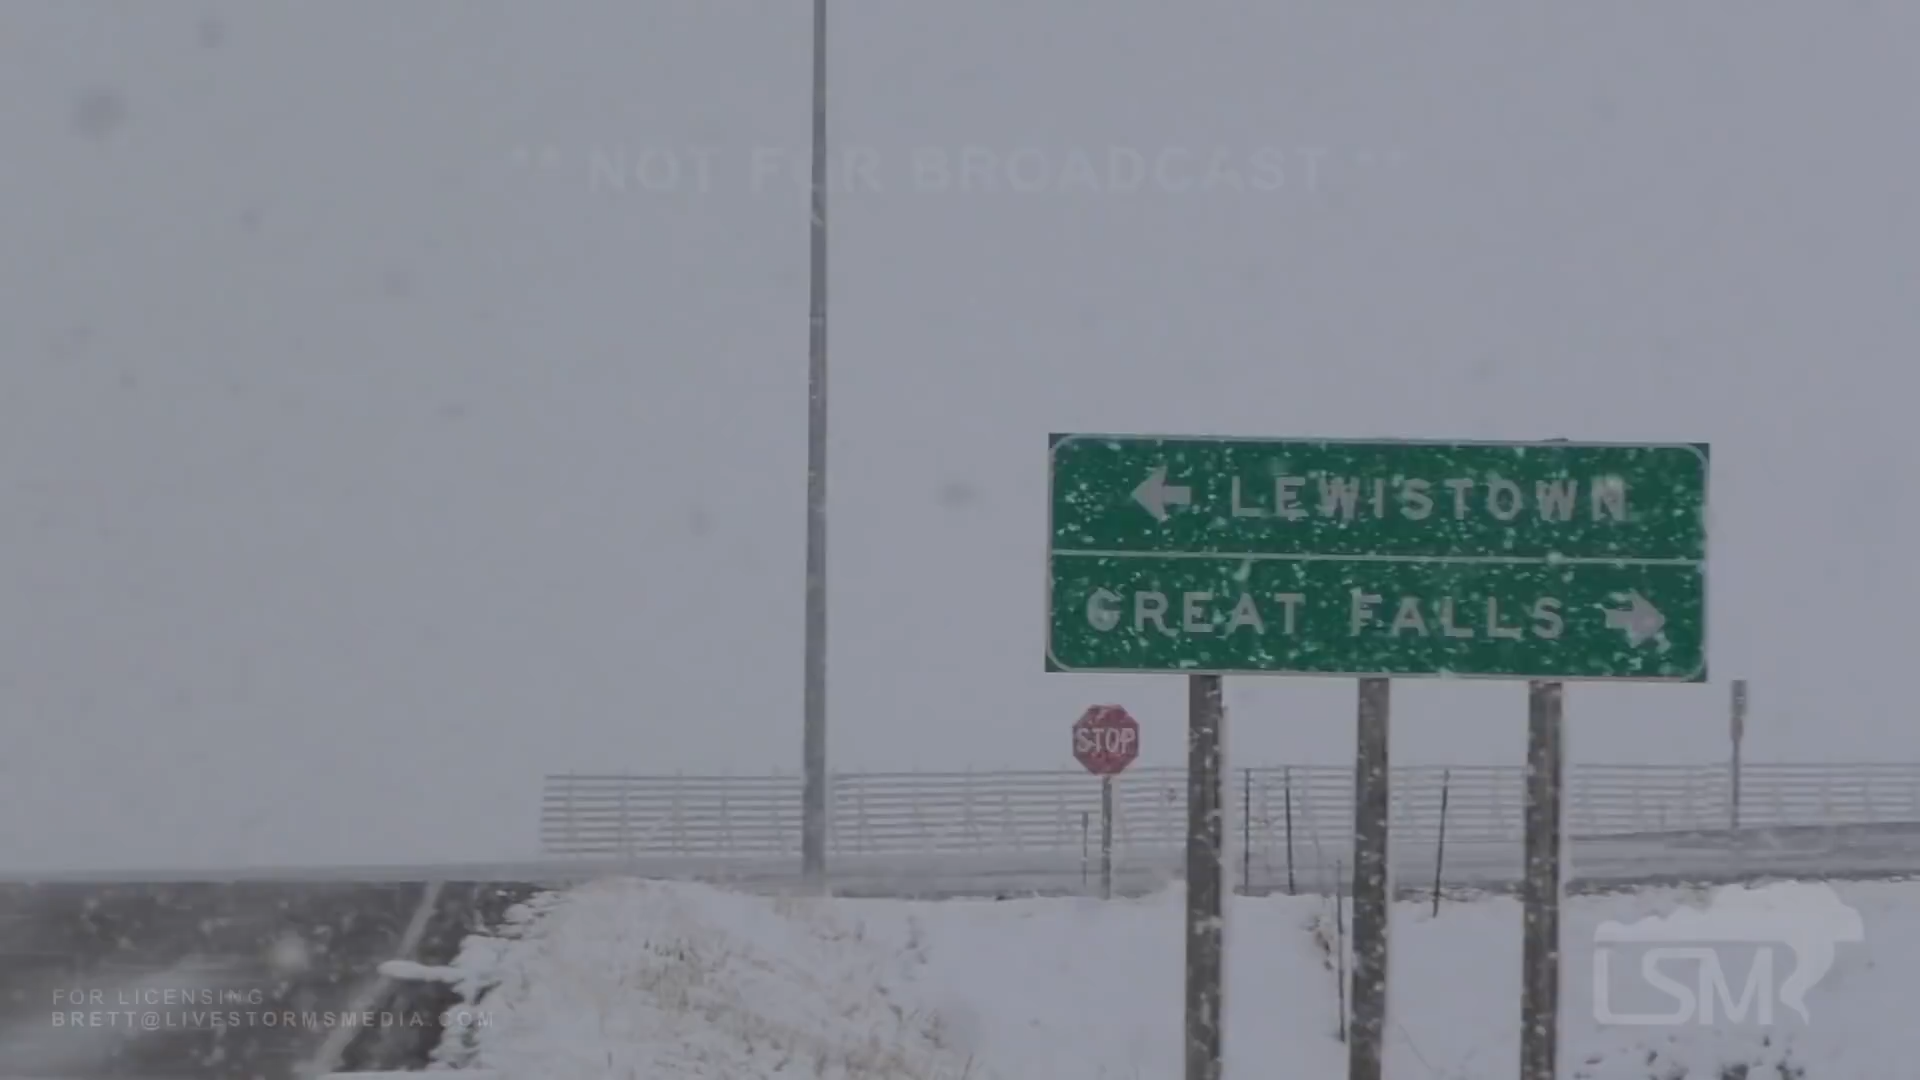 ** NOT FOR BROADCAST **
← LEWISTOWN
GREAT FALLS →
STOP
FOR LICENSING
BRETT@LIVESTORMSMEDIA.COM
LSM